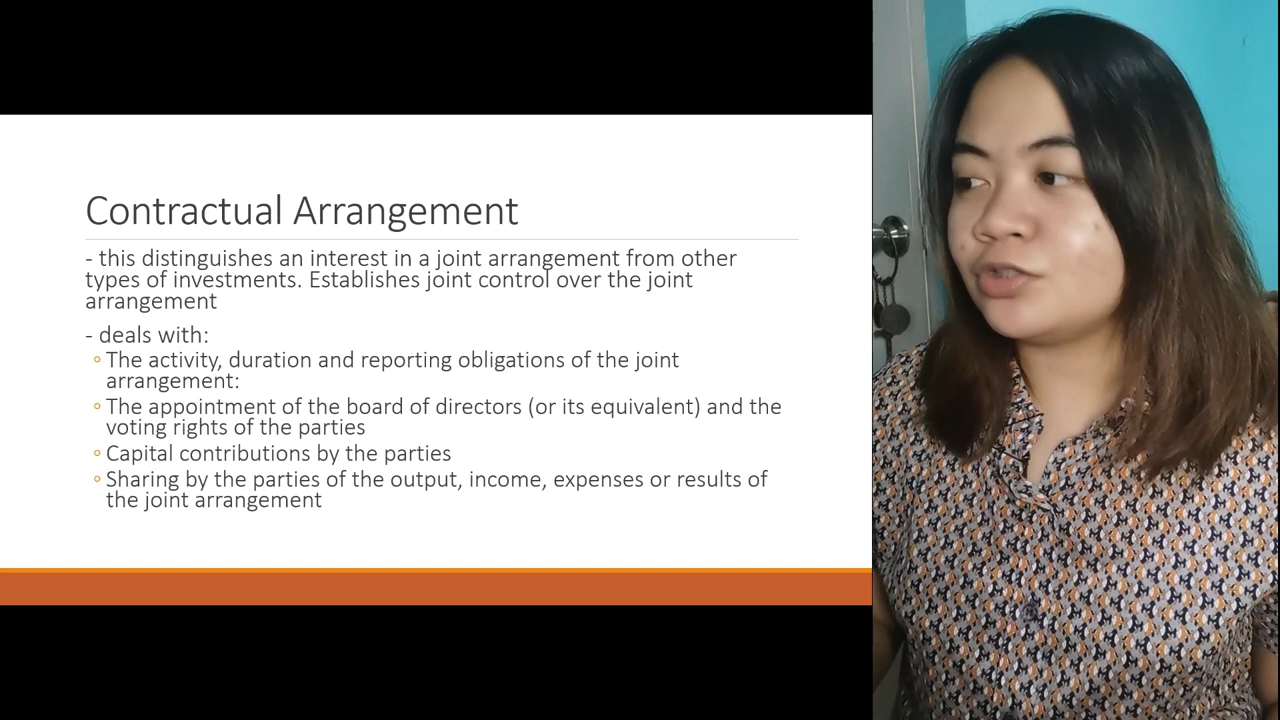 Contractual Arrangement
- this distinguishes an interest in a joint arrangement from other
types of investments. Establishes joint control over the joint
arrangement
- deals with:
◦ The activity, duration and reporting obligations of the joint
arrangement:
◦ The appointment of the board of directors (or its equivalent) and the
voting rights of the parties
◦ Capital contributions by the parties
◦ Sharing by the parties of the output, income, expenses or results of
the joint arrangement